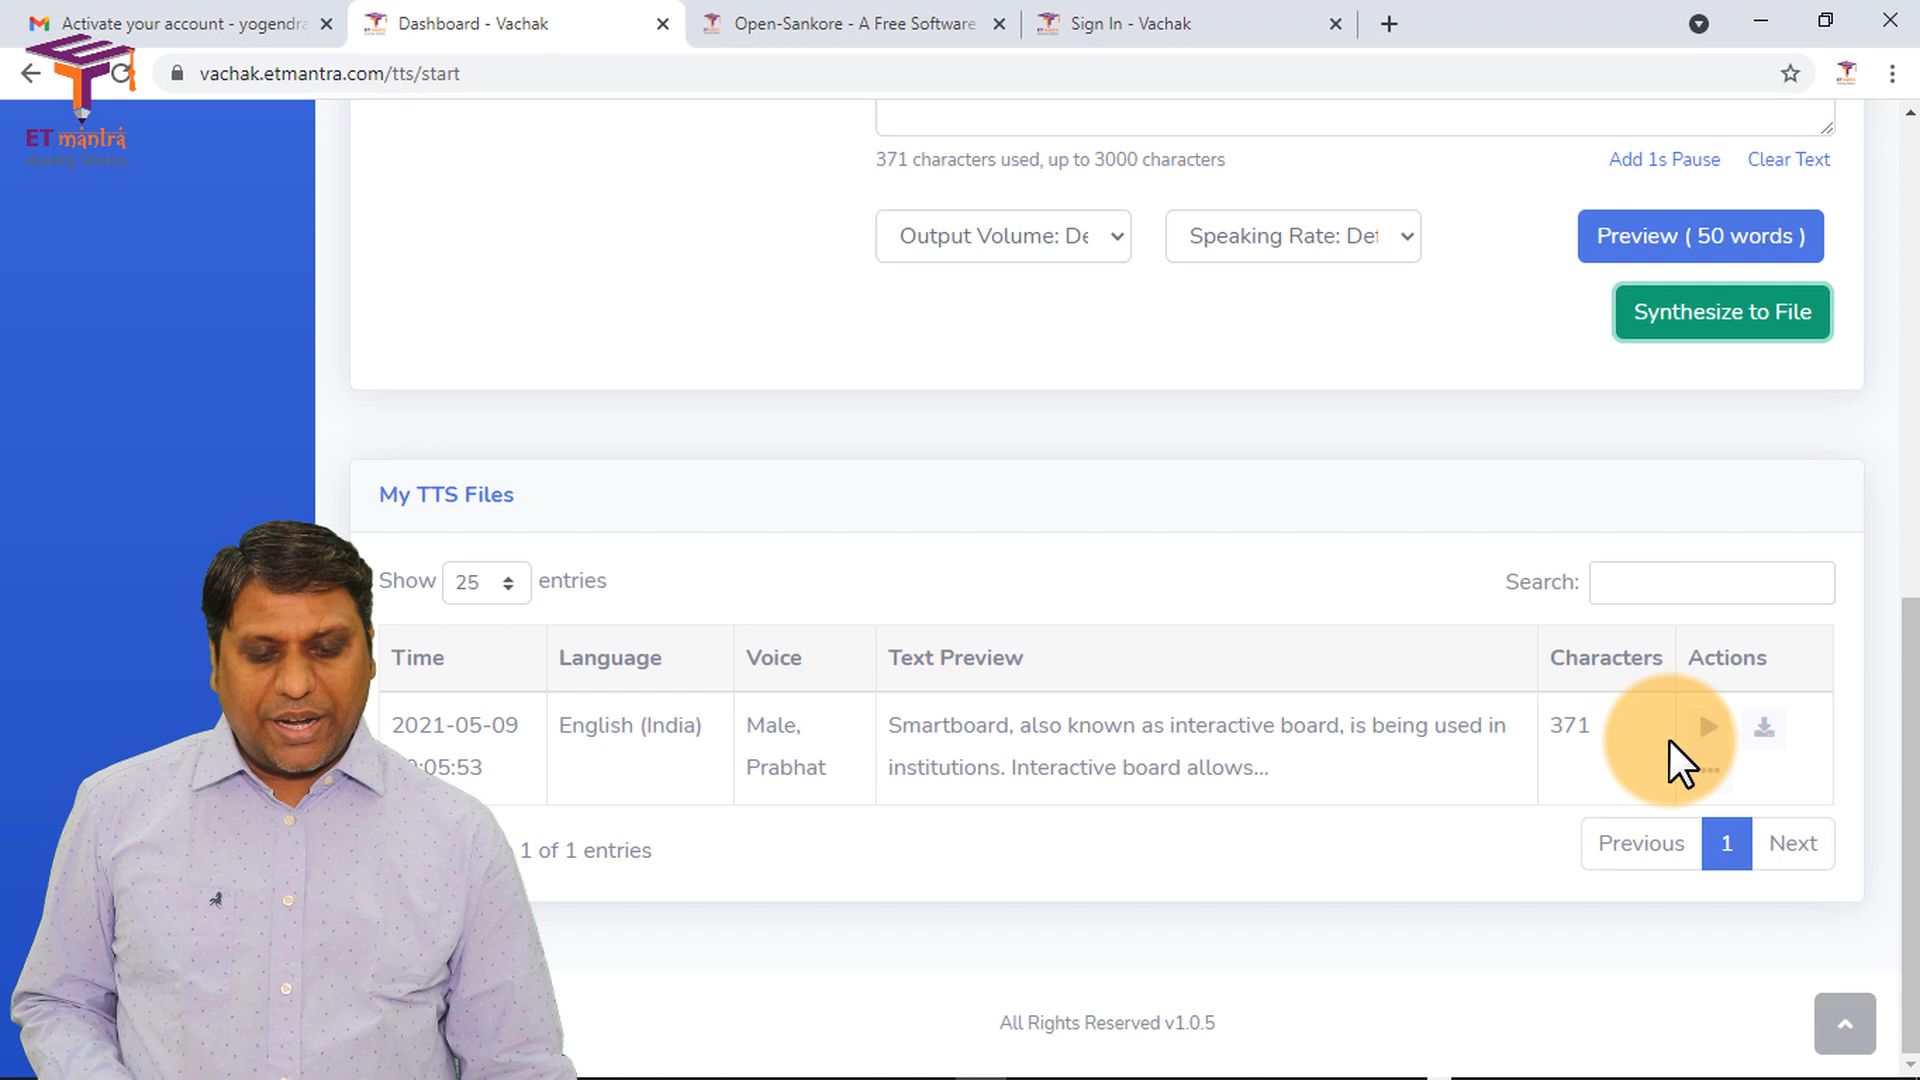 Activate your account - yogendra
Dashboard - Vachak
Open-Sankore - A Free Software
Sign In - Vachak
vachak.etmantra.com/tts/start
ET mantra
371 characters used, up to 3000 characters
Add 1s Pause
Clear Text
Output Volume: De
Speaking Rate: Def
Preview ( 50 words )
Synthesize to File
My TTS Files
Show 25 entries
Search:
Time
Language
Voice
Text Preview
Characters
Actions
2021-05-09
:05:53
English (India)
Male,
Prabhat
Smartboard, also known as interactive board, is being used in
institutions. Interactive board allows...
371
1 of 1 entries
Previous
1
Next
All Rights Reserved v1.0.5